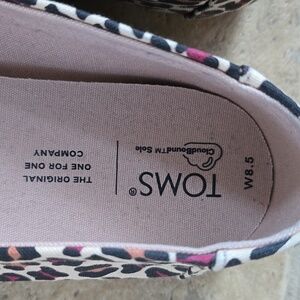 W8.5
TOMS®
CloudBound™ Sole
THE ORIGINAL
ONE FOR ONE
COMPANY